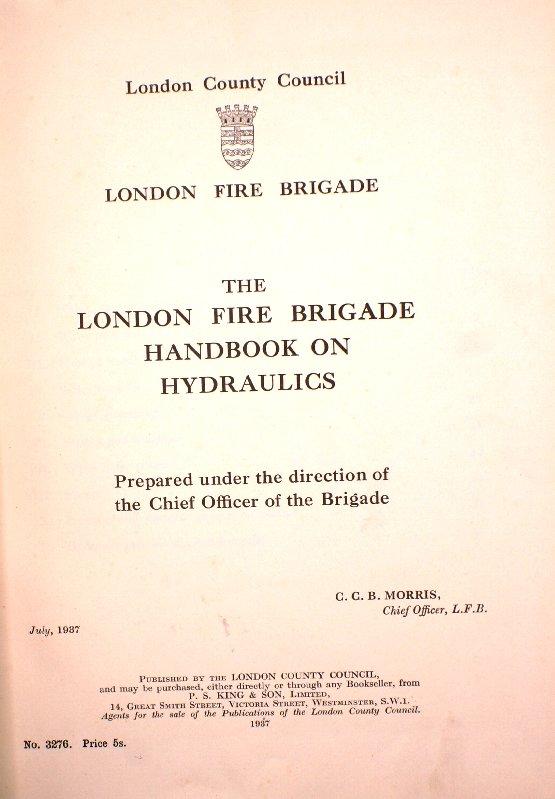 London County Council
LONDON FIRE BRIGADE
THE
LONDON FIRE BRIGADE
HANDBOOK ON
HYDRAULICS
Prepared under the direction of
the Chief Officer of the Brigade
C. C. B. MORRIS,
Chief Officer, L.F.B.
July, 1937
PUBLISHED BY THE LONDON COUNTY COUNCIL,
and may be purchased, either directly or through any Bookseller, from
P. S. KING & SON, LIMITED,
14, GREAT SMITH STREET, VICTORIA STREET, WESTMINSTER, S.W.1.
Agents for the sale of the Publications of the London County Council.
1937
No. 3276. Price 5s.